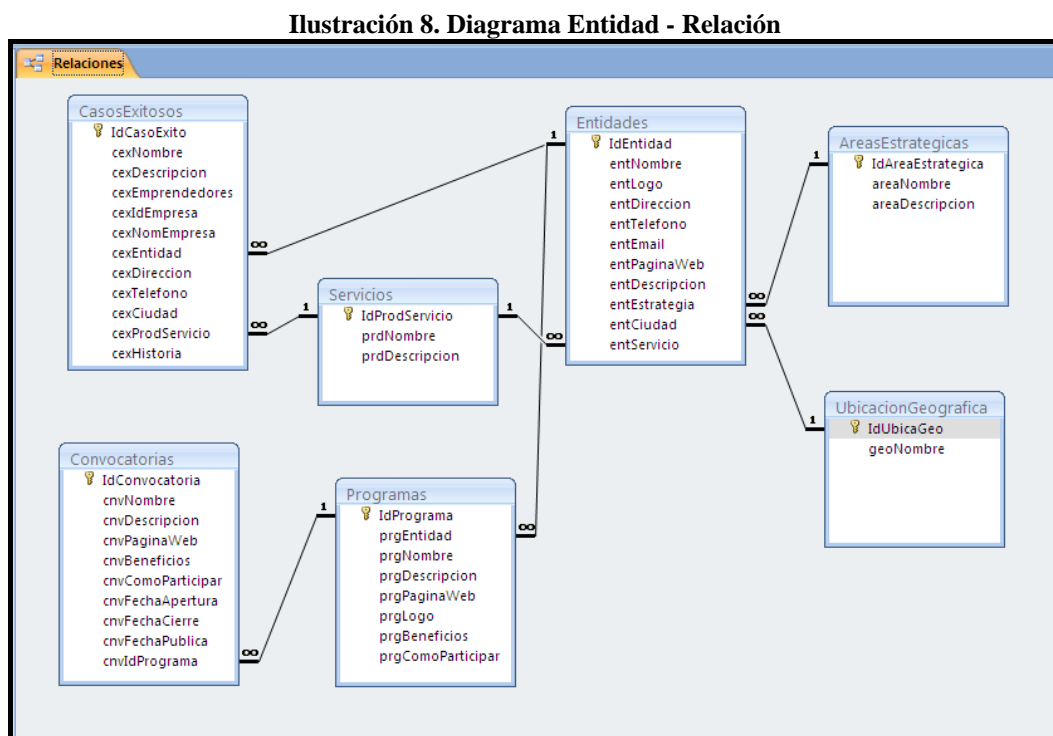 Ilustración 8. Diagrama Entidad - Relación
Relaciones
CasosExitosos
IdCasoExito
cexNombre
cexDescripcion
cexEmprendedores
cexIdEmpresa
cexNomEmpresa
cexEntidad
cexDireccion
cexTelefono
cexCiudad
cexProdServicio
cexHistoria
Servicios
IdProdServicio
prdNombre
prdDescripcion
Entidades
IdEntidad
entNombre
entLogo
entDireccion
entTelefono
entEmail
entPaginaWeb
entDescripcion
entEstrategia
entCiudad
entServicio
AreasEstrategicas
IdAreaEstrategica
areaNombre
areaDescripcion
UbicacionGeografica
IdUbicaGeo
geoNombre
Convocatorias
IdConvocatoria
cnvNombre
cnvDescripcion
cnvPaginaWeb
cnvBeneficios
cnvComoParticipar
cnvFechaApertura
cnvFechaCierre
cnvFechaPublica
cnvIdPrograma
Programas
IdPrograma
prgEntidad
prgNombre
prgDescripcion
prgPaginaWeb
prgLogo
prgBeneficios
prgComoParticipar
1
∞
1
∞
1
∞
1
∞
1
∞
1
∞
∞